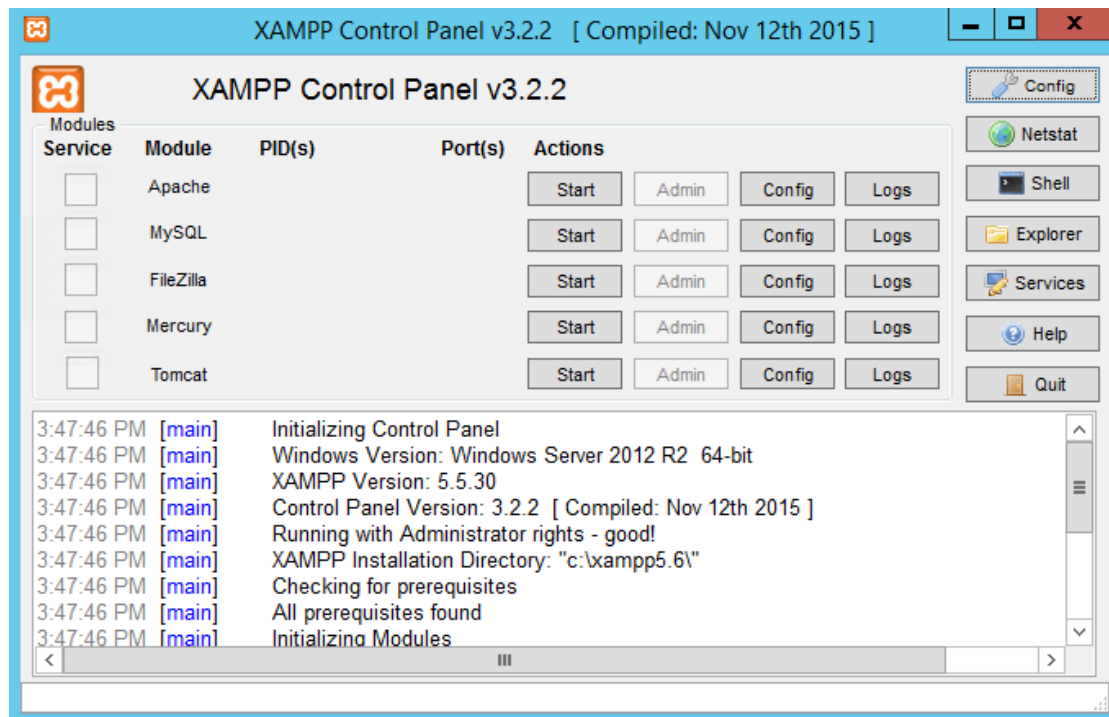 XAMPP Control Panel v3.2.2 [ Compiled: Nov 12th 2015 ]
XAMPP Control Panel v3.2.2
Config
Modules
Netstat
Service Module PID(s) Port(s) Actions
Apache Start Admin Config Logs
Shell
MySQL Start Admin Config Logs
Explorer
FileZilla Start Admin Config Logs
Services
Mercury Start Admin Config Logs
Help
Tomcat Start Admin Config Logs
Quit
3:47:46 PM [main] Initializing Control Panel
3:47:46 PM [main] Windows Version: Windows Server 2012 R2 64-bit
3:47:46 PM [main] XAMPP Version: 5.5.30
3:47:46 PM [main] Control Panel Version: 3.2.2 [ Compiled: Nov 12th 2015 ]
3:47:46 PM [main] Running with Administrator rights - good!
3:47:46 PM [main] XAMPP Installation Directory: "c:\xampp5.6\"
3:47:46 PM [main] Checking for prerequisites
3:47:46 PM [main] All prerequisites found
3:47:46 PM [main] Initializing Modules